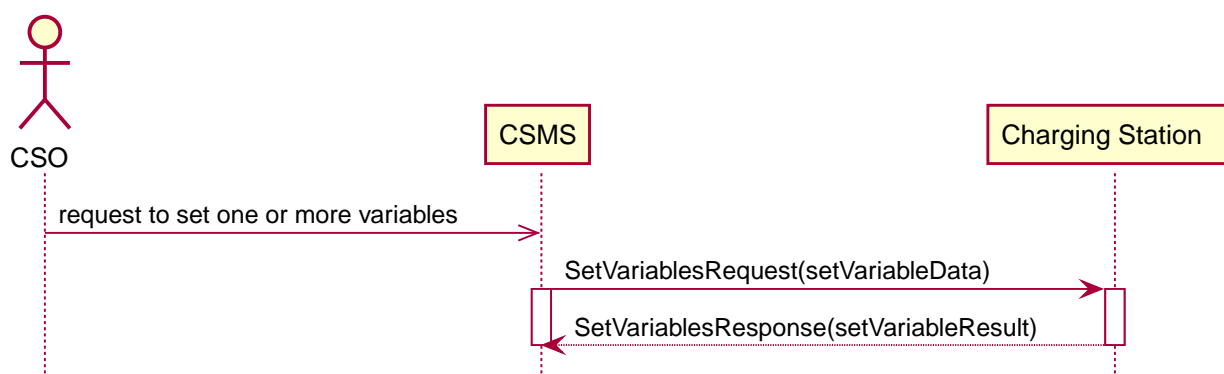 CSO
CSMS
Charging Station
request to set one or more variables
SetVariablesRequest(setVariableData)
SetVariablesResponse(setVariableResult)